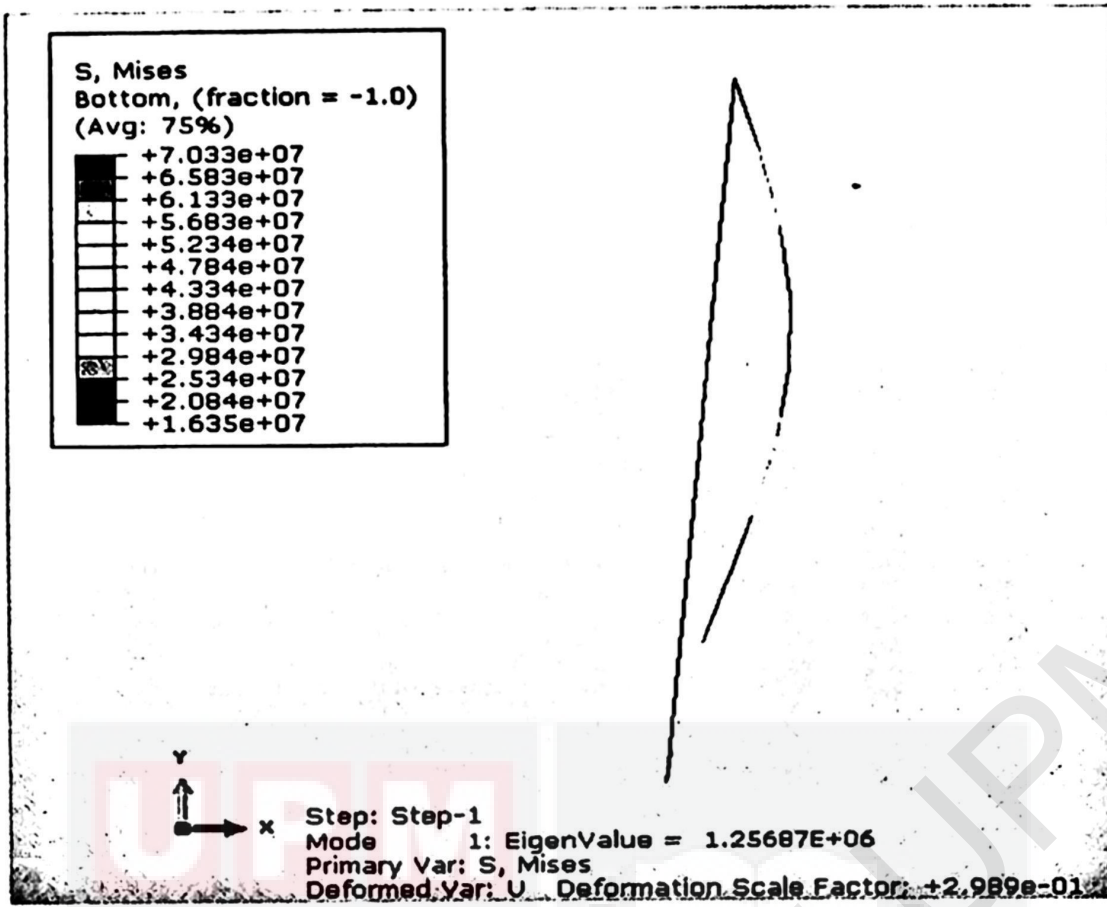 S, Mises
Bottom, (fraction = -1.0)
(Avg: 75%)
+7.033e+07
+6.583e+07
+6.133e+07
+5.683e+07
+5.234e+07
+4.784e+07
+4.334e+07
+3.884e+07
+3.434e+07
+2.984e+07
+2.534e+07
+2.084e+07
+1.635e+07
Y
X
Step: Step-1
Mode 1: EigenValue = 1.25687E+06
Primary Var: S, Mises
Deformed Var: U Deformation Scale Factor: +2.989e-01
UPM
UPM